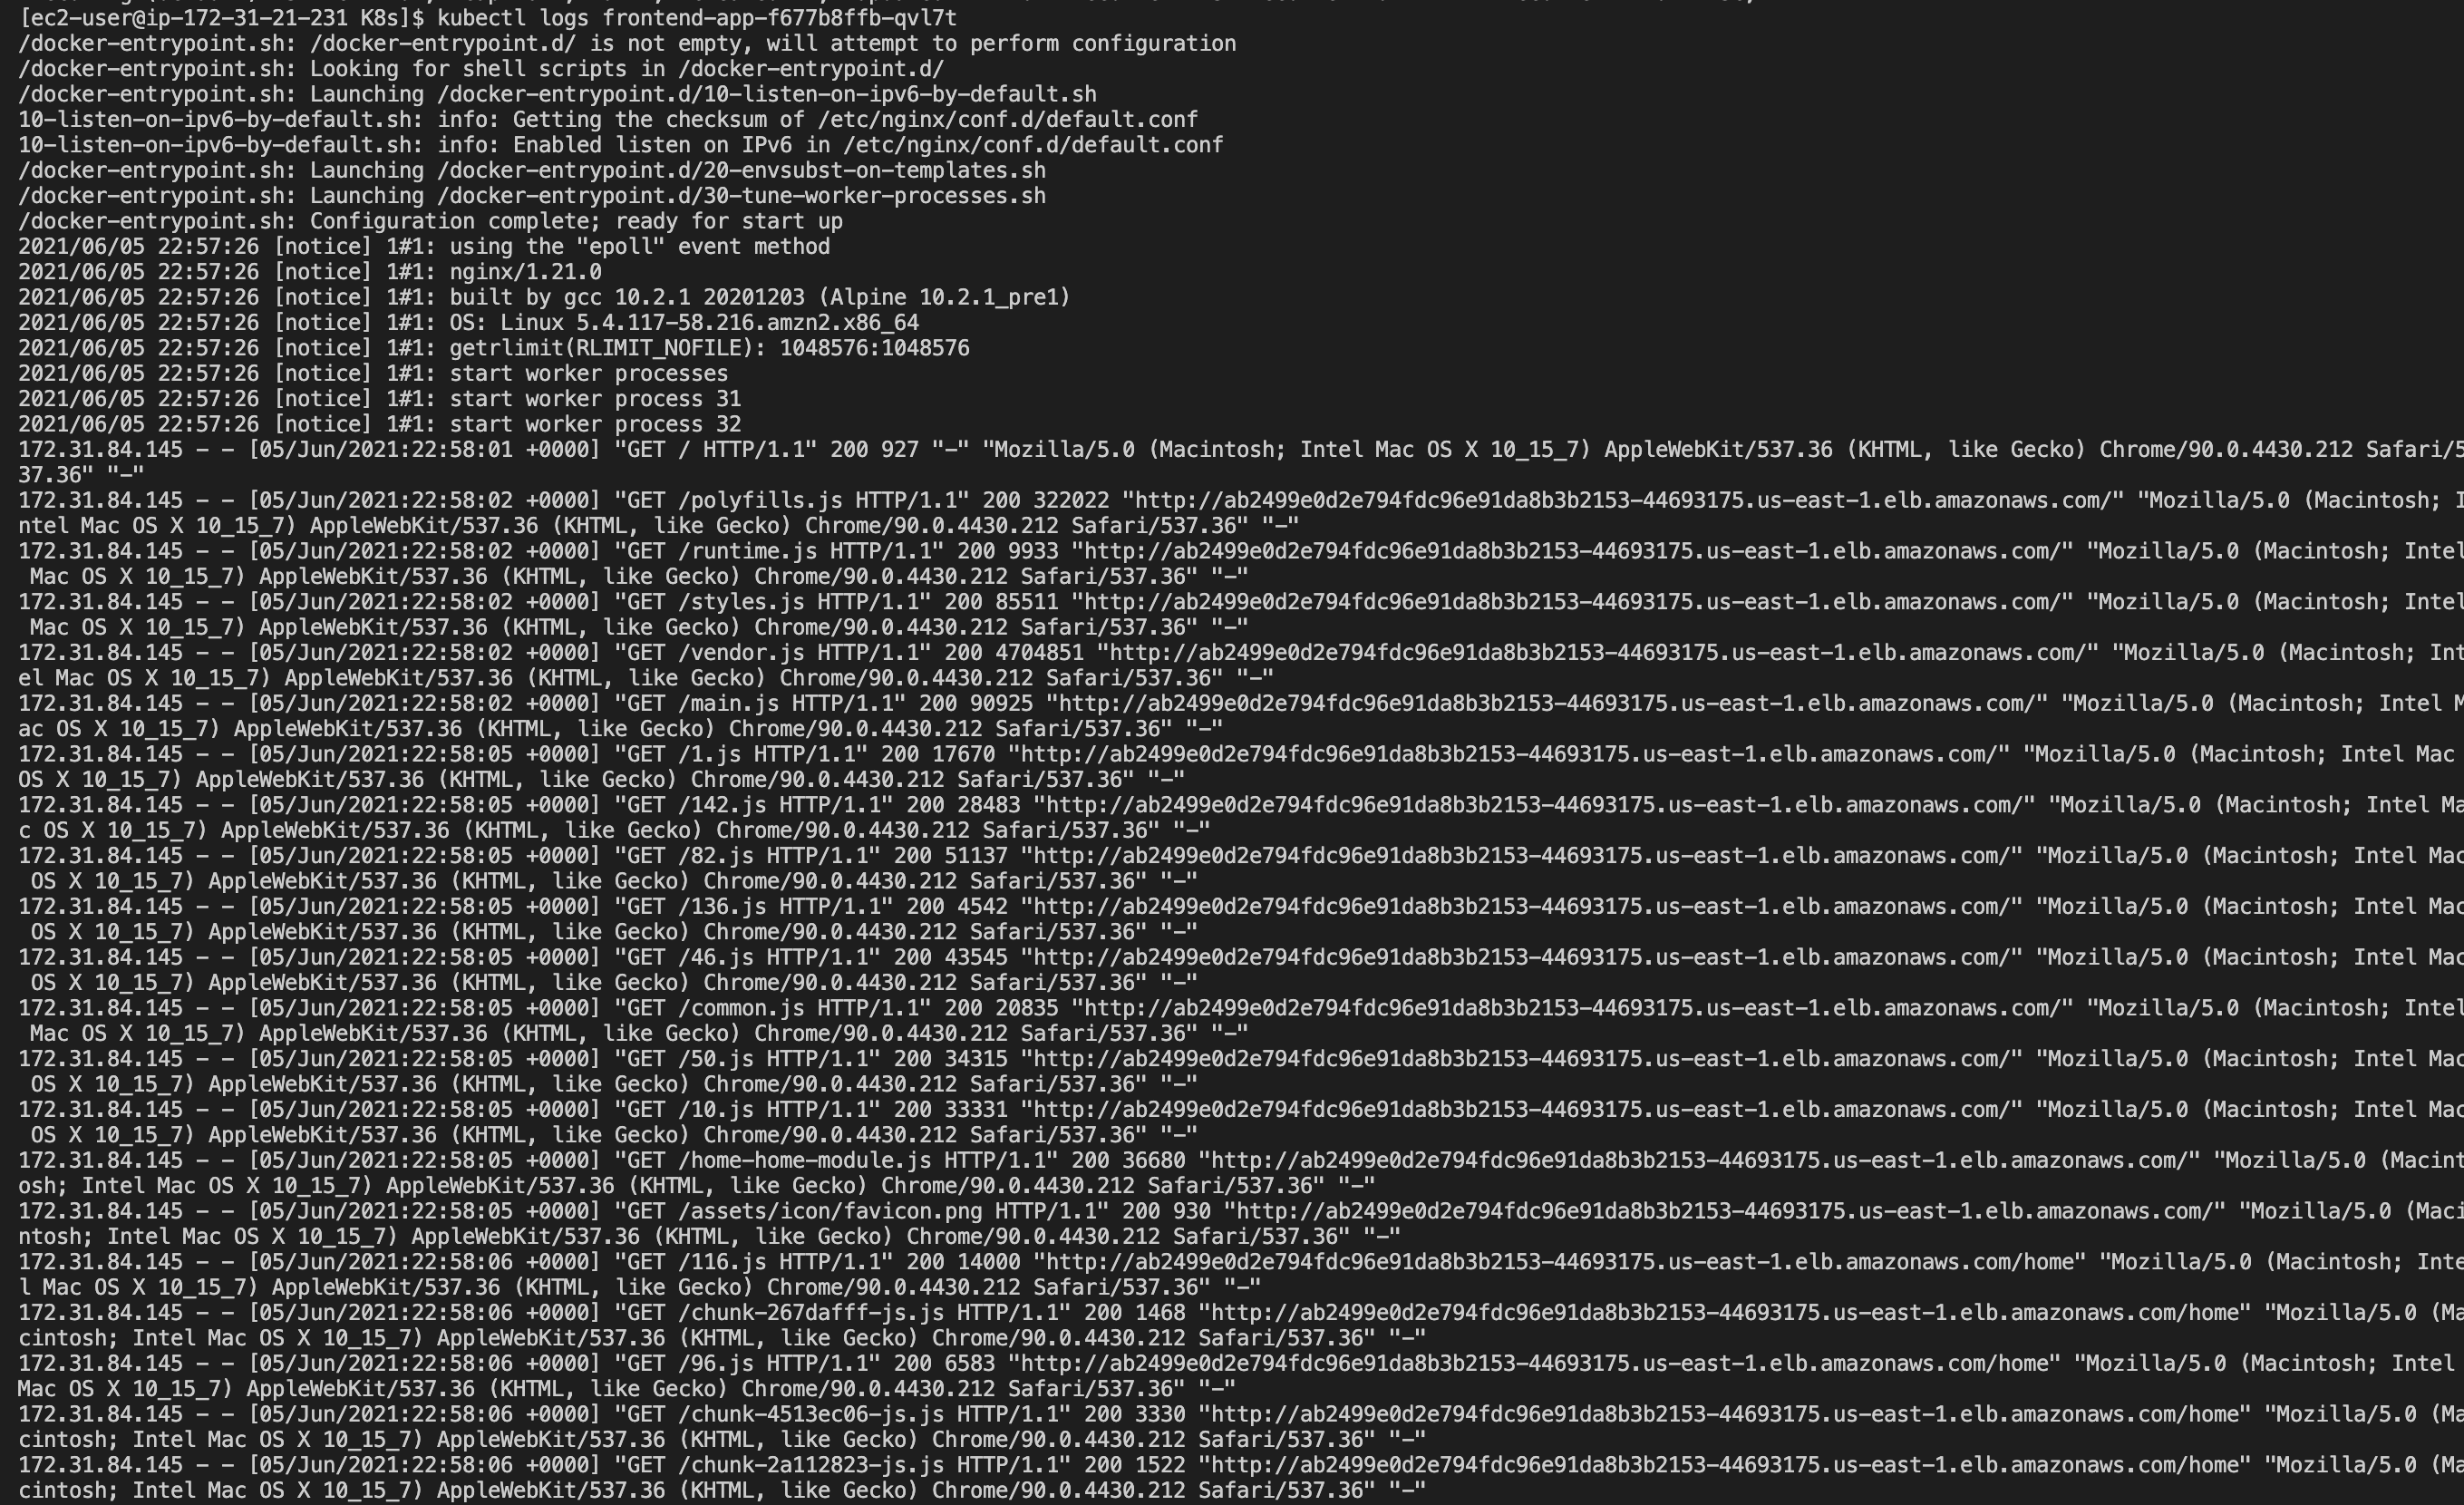 [ec2-user@ip-172-31-21-231 K8s]$ kubectl logs frontend-app-f677b8ffb-qvl7t
/docker-entrypoint.sh: /docker-entrypoint.d/ is not empty, will attempt to perform configuration
/docker-entrypoint.sh: Looking for shell scripts in /docker-entrypoint.d/
/docker-entrypoint.sh: Launching /docker-entrypoint.d/10-listen-on-ipv6-by-default.sh
10-listen-on-ipv6-by-default.sh: info: Getting the checksum of /etc/nginx/conf.d/default.conf
10-listen-on-ipv6-by-default.sh: info: Enabled listen on IPv6 in /etc/nginx/conf.d/default.conf
/docker-entrypoint.sh: Launching /docker-entrypoint.d/20-envsubst-on-templates.sh
/docker-entrypoint.sh: Launching /docker-entrypoint.d/30-tune-worker-processes.sh
/docker-entrypoint.sh: Configuration complete; ready for start up
2021/06/05 22:57:26 [notice] 1#1: using the "epoll" event method
2021/06/05 22:57:26 [notice] 1#1: nginx/1.21.0
2021/06/05 22:57:26 [notice] 1#1: built by gcc 10.2.1 20201203 (Alpine 10.2.1_pre1)
2021/06/05 22:57:26 [notice] 1#1: OS: Linux 5.4.117-58.216.amzn2.x86_64
2021/06/05 22:57:26 [notice] 1#1: getrlimit(RLIMIT_NOFILE): 1048576:1048576
2021/06/05 22:57:26 [notice] 1#1: start worker processes
2021/06/05 22:57:26 [notice] 1#1: start worker process 31
2021/06/05 22:57:26 [notice] 1#1: start worker process 32
172.31.84.145 - - [05/Jun/2021:22:58:01 +0000] "GET / HTTP/1.1" 200 927 "-" "Mozilla/5.0 (Macintosh; Intel Mac OS X 10_15_7) AppleWebKit/537.36 (KHTML, like Gecko) Chrome/90.0.4430.212 Safari/5
37.36" "-"
172.31.84.145 - - [05/Jun/2021:22:58:02 +0000] "GET /polyfills.js HTTP/1.1" 200 322022 "http://ab2499e0d2e794fdc96e91da8b3b2153-44693175.us-east-1.elb.amazonaws.com/" "Mozilla/5.0 (Macintosh; I
ntel Mac OS X 10_15_7) AppleWebKit/537.36 (KHTML, like Gecko) Chrome/90.0.4430.212 Safari/537.36" "-"
172.31.84.145 - - [05/Jun/2021:22:58:02 +0000] "GET /runtime.js HTTP/1.1" 200 9933 "http://ab2499e0d2e794fdc96e91da8b3b2153-44693175.us-east-1.elb.amazonaws.com/" "Mozilla/5.0 (Macintosh; Intel
Mac OS X 10_15_7) AppleWebKit/537.36 (KHTML, like Gecko) Chrome/90.0.4430.212 Safari/537.36" "-"
172.31.84.145 - - [05/Jun/2021:22:58:02 +0000] "GET /styles.js HTTP/1.1" 200 85511 "http://ab2499e0d2e794fdc96e91da8b3b2153-44693175.us-east-1.elb.amazonaws.com/" "Mozilla/5.0 (Macintosh; Intel
Mac OS X 10_15_7) AppleWebKit/537.36 (KHTML, like Gecko) Chrome/90.0.4430.212 Safari/537.36" "-"
172.31.84.145 - - [05/Jun/2021:22:58:02 +0000] "GET /vendor.js HTTP/1.1" 200 4704851 "http://ab2499e0d2e794fdc96e91da8b3b2153-44693175.us-east-1.elb.amazonaws.com/" "Mozilla/5.0 (Macintosh; Int
el Mac OS X 10_15_7) AppleWebKit/537.36 (KHTML, like Gecko) Chrome/90.0.4430.212 Safari/537.36" "-"
172.31.84.145 - - [05/Jun/2021:22:58:02 +0000] "GET /main.js HTTP/1.1" 200 90925 "http://ab2499e0d2e794fdc96e91da8b3b2153-44693175.us-east-1.elb.amazonaws.com/" "Mozilla/5.0 (Macintosh; Intel M
ac OS X 10_15_7) AppleWebKit/537.36 (KHTML, like Gecko) Chrome/90.0.4430.212 Safari/537.36" "-"
172.31.84.145 - - [05/Jun/2021:22:58:05 +0000] "GET /1.js HTTP/1.1" 200 17670 "http://ab2499e0d2e794fdc96e91da8b3b2153-44693175.us-east-1.elb.amazonaws.com/" "Mozilla/5.0 (Macintosh; Intel Mac
OS X 10_15_7) AppleWebKit/537.36 (KHTML, like Gecko) Chrome/90.0.4430.212 Safari/537.36" "-"
172.31.84.145 - - [05/Jun/2021:22:58:05 +0000] "GET /142.js HTTP/1.1" 200 28483 "http://ab2499e0d2e794fdc96e91da8b3b2153-44693175.us-east-1.elb.amazonaws.com/" "Mozilla/5.0 (Macintosh; Intel Ma
c OS X 10_15_7) AppleWebKit/537.36 (KHTML, like Gecko) Chrome/90.0.4430.212 Safari/537.36" "-"
172.31.84.145 - - [05/Jun/2021:22:58:05 +0000] "GET /82.js HTTP/1.1" 200 51137 "http://ab2499e0d2e794fdc96e91da8b3b2153-44693175.us-east-1.elb.amazonaws.com/" "Mozilla/5.0 (Macintosh; Intel Mac
OS X 10_15_7) AppleWebKit/537.36 (KHTML, like Gecko) Chrome/90.0.4430.212 Safari/537.36" "-"
172.31.84.145 - - [05/Jun/2021:22:58:05 +0000] "GET /136.js HTTP/1.1" 200 4542 "http://ab2499e0d2e794fdc96e91da8b3b2153-44693175.us-east-1.elb.amazonaws.com/" "Mozilla/5.0 (Macintosh; Intel Mac
OS X 10_15_7) AppleWebKit/537.36 (KHTML, like Gecko) Chrome/90.0.4430.212 Safari/537.36" "-"
172.31.84.145 - - [05/Jun/2021:22:58:05 +0000] "GET /46.js HTTP/1.1" 200 43545 "http://ab2499e0d2e794fdc96e91da8b3b2153-44693175.us-east-1.elb.amazonaws.com/" "Mozilla/5.0 (Macintosh; Intel Mac
OS X 10_15_7) AppleWebKit/537.36 (KHTML, like Gecko) Chrome/90.0.4430.212 Safari/537.36" "-"
172.31.84.145 - - [05/Jun/2021:22:58:05 +0000] "GET /common.js HTTP/1.1" 200 20835 "http://ab2499e0d2e794fdc96e91da8b3b2153-44693175.us-east-1.elb.amazonaws.com/" "Mozilla/5.0 (Macintosh; Intel
Mac OS X 10_15_7) AppleWebKit/537.36 (KHTML, like Gecko) Chrome/90.0.4430.212 Safari/537.36" "-"
172.31.84.145 - - [05/Jun/2021:22:58:05 +0000] "GET /50.js HTTP/1.1" 200 34315 "http://ab2499e0d2e794fdc96e91da8b3b2153-44693175.us-east-1.elb.amazonaws.com/" "Mozilla/5.0 (Macintosh; Intel Mac
OS X 10_15_7) AppleWebKit/537.36 (KHTML, like Gecko) Chrome/90.0.4430.212 Safari/537.36" "-"
172.31.84.145 - - [05/Jun/2021:22:58:05 +0000] "GET /10.js HTTP/1.1" 200 33331 "http://ab2499e0d2e794fdc96e91da8b3b2153-44693175.us-east-1.elb.amazonaws.com/" "Mozilla/5.0 (Macintosh; Intel Mac
OS X 10_15_7) AppleWebKit/537.36 (KHTML, like Gecko) Chrome/90.0.4430.212 Safari/537.36" "-"
172.31.84.145 - - [05/Jun/2021:22:58:05 +0000] "GET /home-home-module.js HTTP/1.1" 200 36680 "http://ab2499e0d2e794fdc96e91da8b3b2153-44693175.us-east-1.elb.amazonaws.com/" "Mozilla/5.0 (Macint
osh; Intel Mac OS X 10_15_7) AppleWebKit/537.36 (KHTML, like Gecko) Chrome/90.0.4430.212 Safari/537.36" "-"
172.31.84.145 - - [05/Jun/2021:22:58:05 +0000] "GET /assets/icon/favicon.png HTTP/1.1" 200 930 "http://ab2499e0d2e794fdc96e91da8b3b2153-44693175.us-east-1.elb.amazonaws.com/" "Mozilla/5.0 (Maci
ntosh; Intel Mac OS X 10_15_7) AppleWebKit/537.36 (KHTML, like Gecko) Chrome/90.0.4430.212 Safari/537.36" "-"
172.31.84.145 - - [05/Jun/2021:22:58:06 +0000] "GET /116.js HTTP/1.1" 200 14000 "http://ab2499e0d2e794fdc96e91da8b3b2153-44693175.us-east-1.elb.amazonaws.com/home" "Mozilla/5.0 (Macintosh; Inte
l Mac OS X 10_15_7) AppleWebKit/537.36 (KHTML, like Gecko) Chrome/90.0.4430.212 Safari/537.36" "-"
172.31.84.145 - - [05/Jun/2021:22:58:06 +0000] "GET /chunk-267dafff-js.js HTTP/1.1" 200 1468 "http://ab2499e0d2e794fdc96e91da8b3b2153-44693175.us-east-1.elb.amazonaws.com/home" "Mozilla/5.0 (Ma
cintosh; Intel Mac OS X 10_15_7) AppleWebKit/537.36 (KHTML, like Gecko) Chrome/90.0.4430.212 Safari/537.36" "-"
172.31.84.145 - - [05/Jun/2021:22:58:06 +0000] "GET /96.js HTTP/1.1" 200 6583 "http://ab2499e0d2e794fdc96e91da8b3b2153-44693175.us-east-1.elb.amazonaws.com/home" "Mozilla/5.0 (Macintosh; Intel
Mac OS X 10_15_7) AppleWebKit/537.36 (KHTML, like Gecko) Chrome/90.0.4430.212 Safari/537.36" "-"
172.31.84.145 - - [05/Jun/2021:22:58:06 +0000] "GET /chunk-4513ec06-js.js HTTP/1.1" 200 3330 "http://ab2499e0d2e794fdc96e91da8b3b2153-44693175.us-east-1.elb.amazonaws.com/home" "Mozilla/5.0 (Ma
cintosh; Intel Mac OS X 10_15_7) AppleWebKit/537.36 (KHTML, like Gecko) Chrome/90.0.4430.212 Safari/537.36" "-"
172.31.84.145 - - [05/Jun/2021:22:58:06 +0000] "GET /chunk-2a112823-js.js HTTP/1.1" 200 1522 "http://ab2499e0d2e794fdc96e91da8b3b2153-44693175.us-east-1.elb.amazonaws.com/home" "Mozilla/5.0 (Ma
cintosh; Intel Mac OS X 10_15_7) AppleWebKit/537.36 (KHTML, like Gecko) Chrome/90.0.4430.212 Safari/537.36" "-"